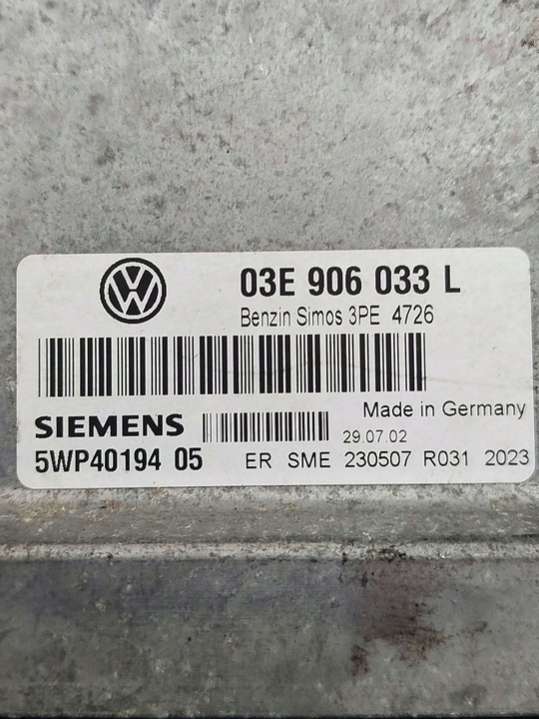 03E 906 033 L
Benzin Simos 3PE 4726
Made in Germany
SIEMENS
29.07.02
5WP40194 05
ER SME 230507 R031 2023